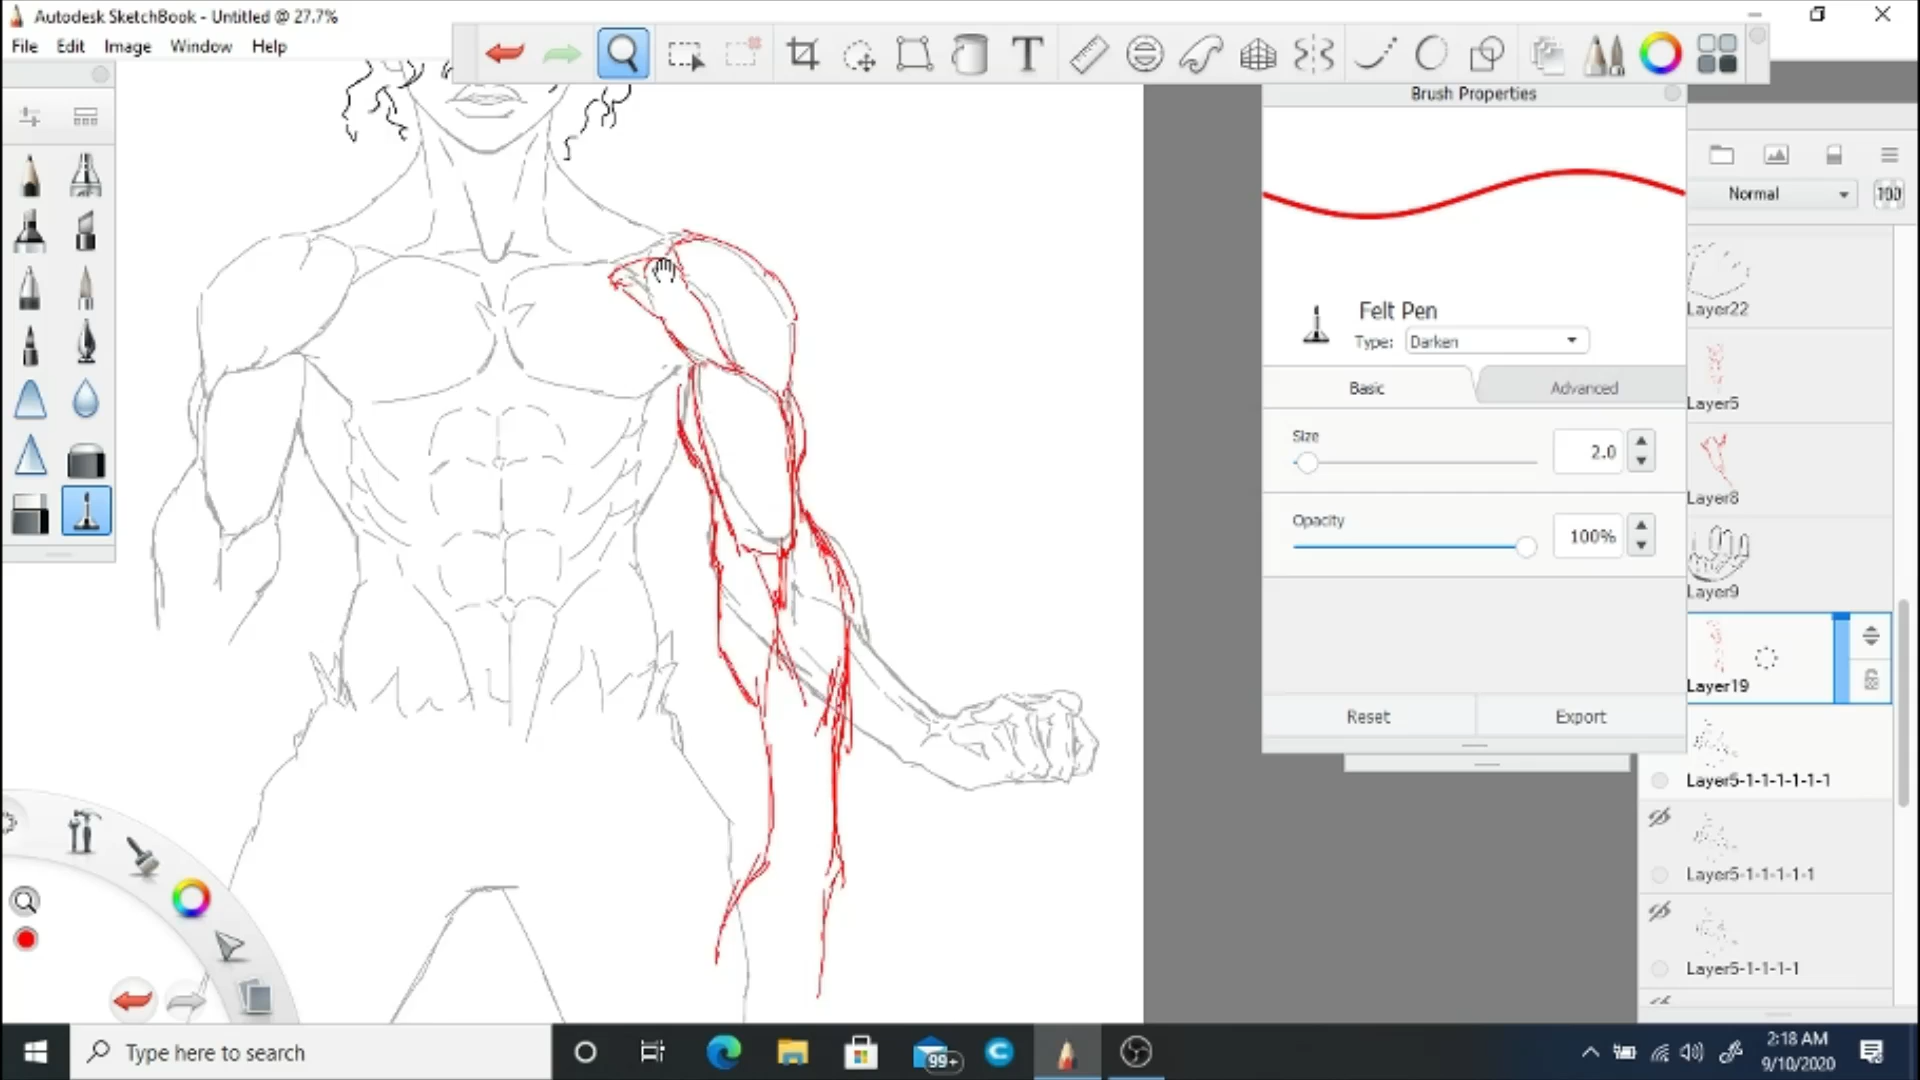 Autodesk SketchBook - Untitled @ 27.7%
File Edit Image Window Help
T
Brush Properties
Normal 100
Felt Pen
Type: Darken
Basic Advanced
Size
2.0
Opacity
100%
Reset Export
Layer22
Layer5
Layer8
Layer9
Layer19
Layer5-1-1-1-1-1-1
Layer5-1-1-1-1-1
Layer5-1-1-1-1
Type here to search
99+
C
2:18 AM
9/10/2020